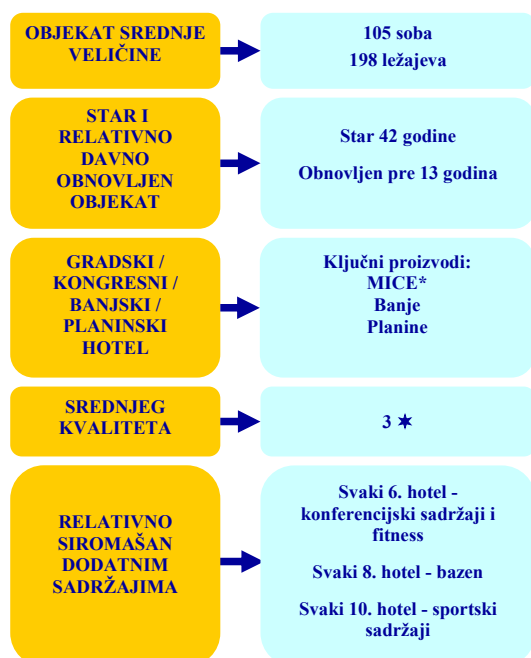 OBJEKAT SREDNJE
VELIČINE
105 soba
198 ležajeva
STAR I
RELATIVNO
DAVNO
OBNOVLJEN
OBJEKAT
Star 42 godine
Obnovljen pre 13 godina
GRADSKI /
KONGRESNI /
BANJSKI /
PLANINSKI
HOTEL
Ključni proizvodi:
MICE*
Banje
Planine
SREDNJEG
KVALITETA
3 ★
RELATIVNO
SIROMAŠAN
DODATNIM
SADRŽAJIMA
Svaki 6. hotel -
konferencijski sadržaji i
fitness
Svaki 8. hotel - bazen
Svaki 10. hotel - sportski
sadržaji